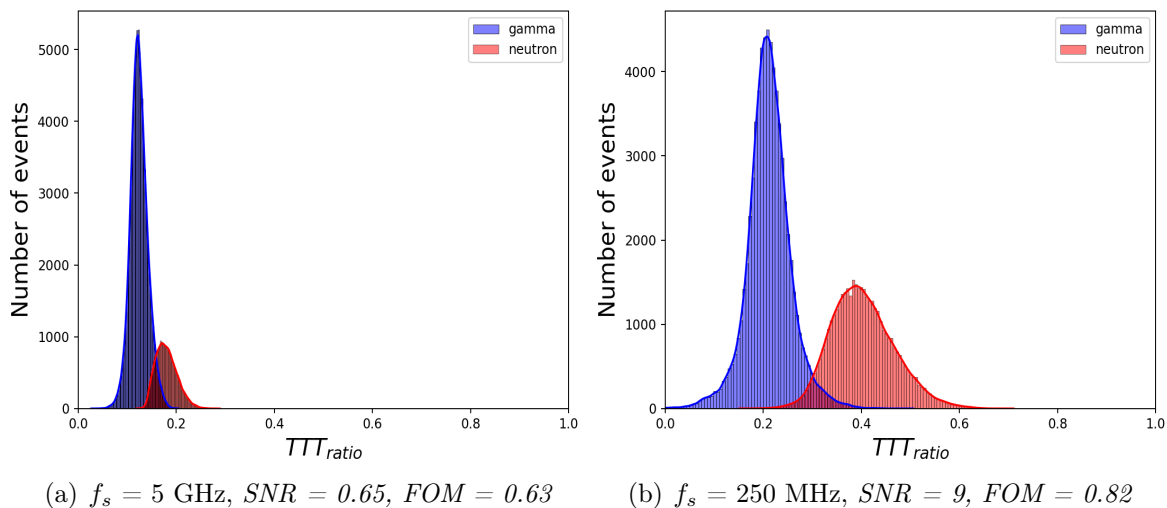 gamma
neutron
5000
4000
3000
2000
1000
0
Number of events
0.0 0.2 0.4 0.6 0.8 1.0
TTT_ratio
(a) f_s = 5 GHz, SNR = 0.65, FOM = 0.63
gamma
neutron
4000
3000
2000
1000
0
Number of events
0.0 0.2 0.4 0.6 0.8 1.0
TTT_ratio
(b) f_s = 250 MHz, SNR = 9, FOM = 0.82